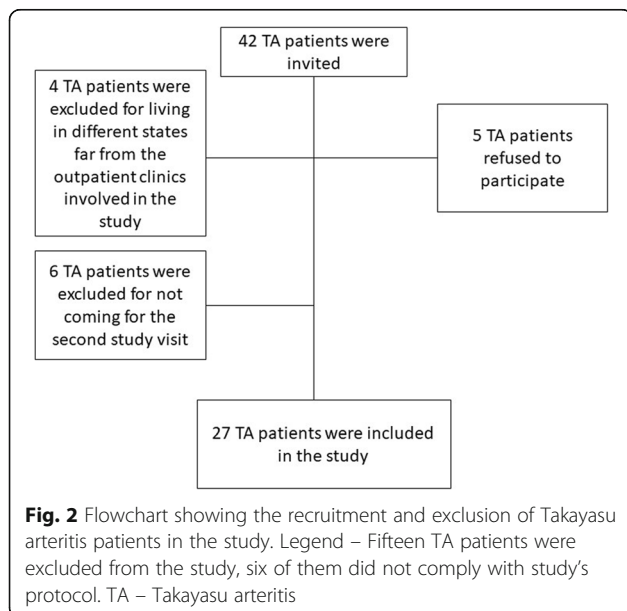 42 TA patients were
invited
4 TA patients were
excluded for living
in different states
far from the
outpatient clinics
involved in the
study
5 TA patients
refused to
participate
6 TA patients were
excluded for not
coming for the
second study visit
27 TA patients were included
in the study
Fig. 2 Flowchart showing the recruitment and exclusion of Takayasu
arteritis patients in the study. Legend – Fifteen TA patients were
excluded from the study, six of them did not comply with study's
protocol. TA – Takayasu arteritis